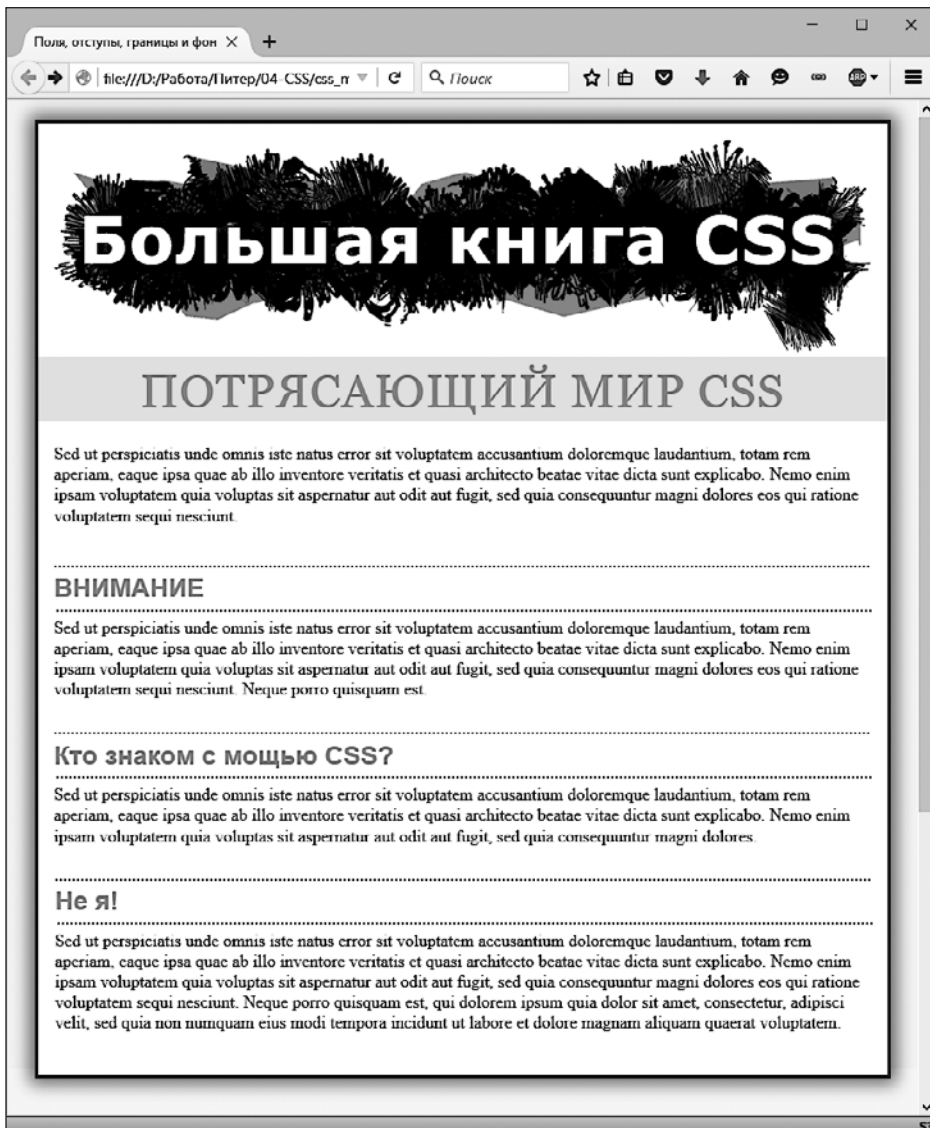 Поля, отступы, границы и фон
file:///D:/Работа/Питер/04-CSS/css_m
Поиск
ABP
Большая книга CSS
ПОТРЯСАЮЩИЙ МИР CSS
Sed ut perspiciatis unde omnis iste natus error sit voluptatem accusantium doloremque laudantium, totam rem
aperiam, eaque ipsa quae ab illo inventore veritatis et quasi architecto beatae vitae dicta sunt explicabo. Nemo enim
ipsam voluptatem quia voluptas sit aspernatur aut odit aut fugit, sed quia consequuntur magni dolores eos qui ratione
voluptatem sequi nesciunt.
ВНИМАНИЕ
Sed ut perspiciatis unde omnis iste natus error sit voluptatem accusantium doloremque laudantium, totam rem
aperiam, eaque ipsa quae ab illo inventore veritatis et quasi architecto beatae vitae dicta sunt explicabo. Nemo enim
ipsam voluptatem quia voluptas sit aspernatur aut odit aut fugit, sed quia consequuntur magni dolores eos qui ratione
voluptatem sequi nesciunt. Neque porro quisquam est.
Кто знаком с мощью CSS?
Sed ut perspiciatis unde omnis iste natus error sit voluptatem accusantium doloremque laudantium, totam rem
aperiam, eaque ipsa quae ab illo inventore veritatis et quasi architecto beatae vitae dicta sunt explicabo. Nemo enim
ipsam voluptatem quia voluptas sit aspernatur aut odit aut fugit, sed quia consequuntur magni dolores.
Не я!
Sed ut perspiciatis unde omnis iste natus error sit voluptatem accusantium doloremque laudantium, totam rem
aperiam, eaque ipsa quae ab illo inventore veritatis et quasi architecto beatae vitae dicta sunt explicabo. Nemo enim
ipsam voluptatem quia voluptas sit aspernatur aut odit aut fugit, sed quia consequuntur magni dolores eos qui ratione
voluptatem sequi nesciunt. Neque porro quisquam est, qui dolorem ipsum quia dolor sit amet, consectetur, adipisci
velit, sed quia non numquam eius modi tempora incidunt ut labore et dolore magnam aliquam quaerat voluptatem.